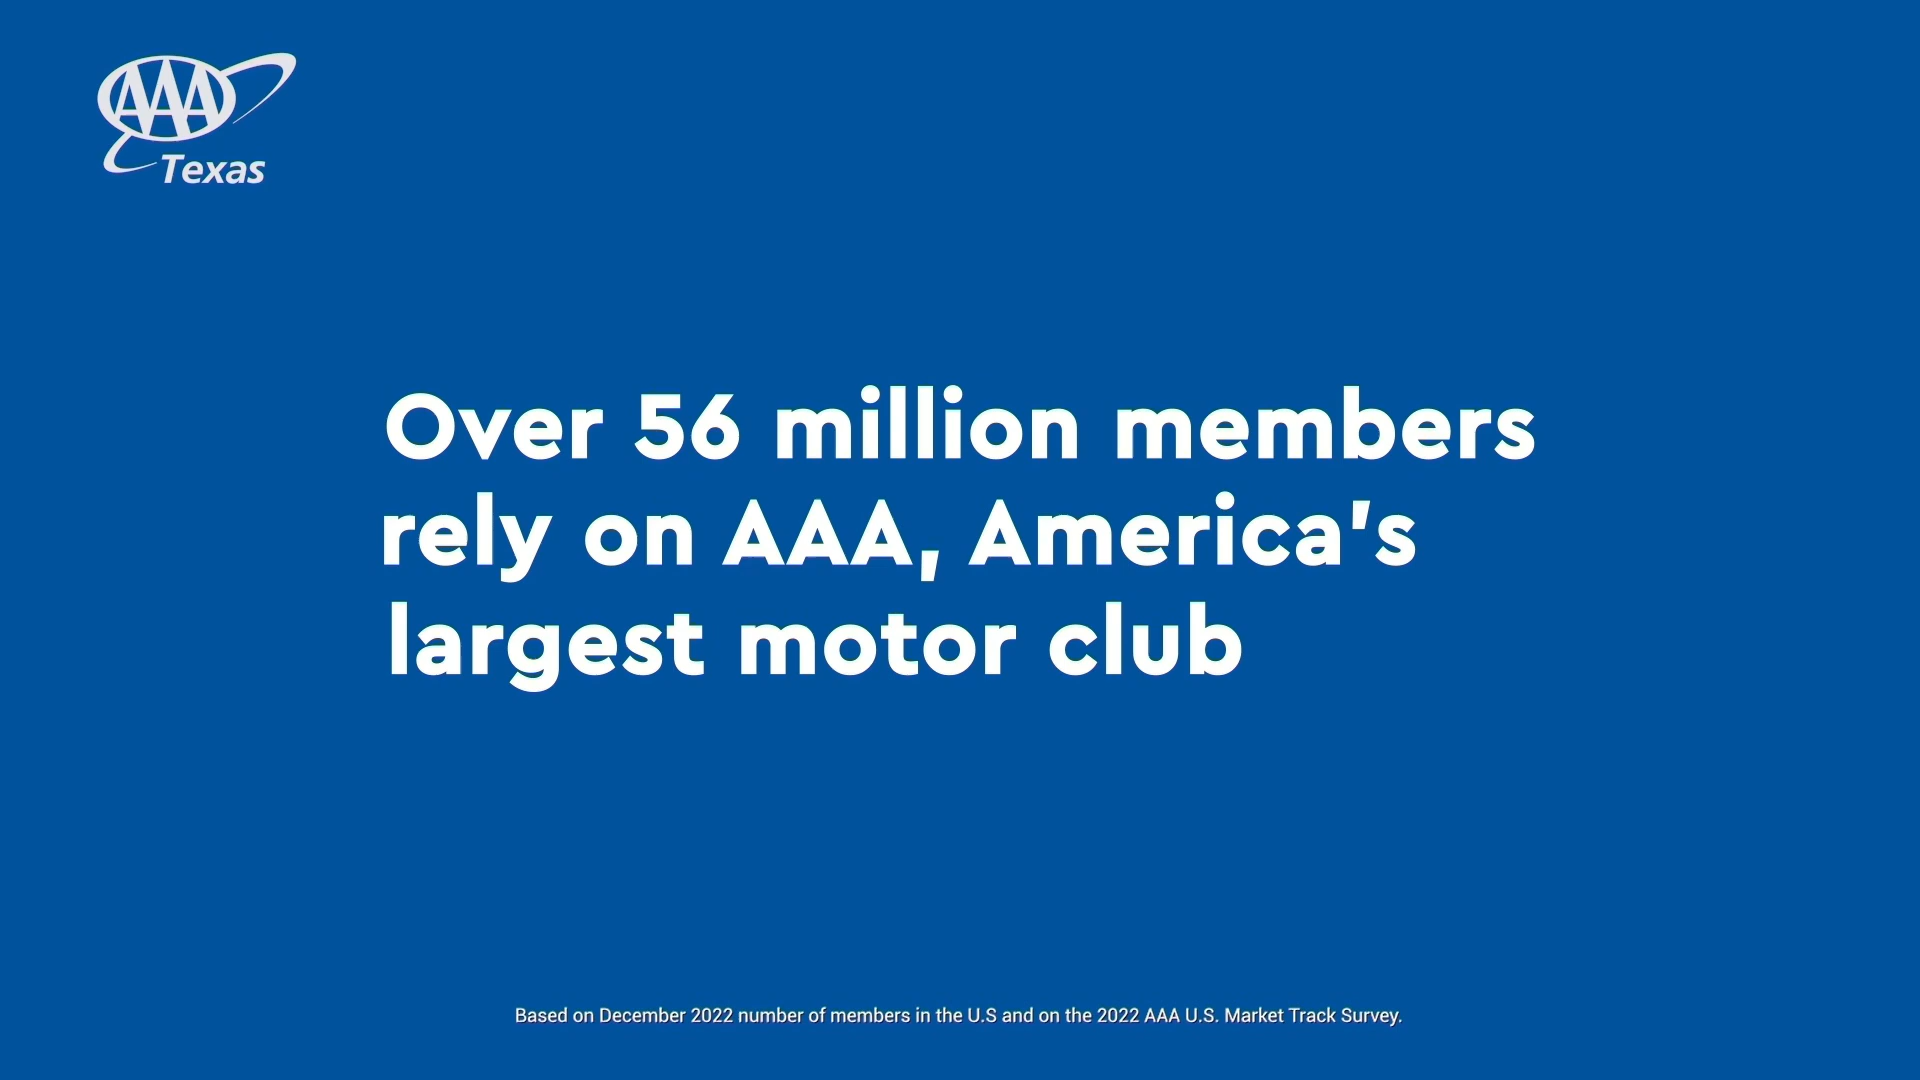 AAA
Texas
Over 56 million members
rely on AAA, America's
largest motor club
Based on December 2022 number of members in the U.S and on the 2022 AAA U.S. Market Track Survey.